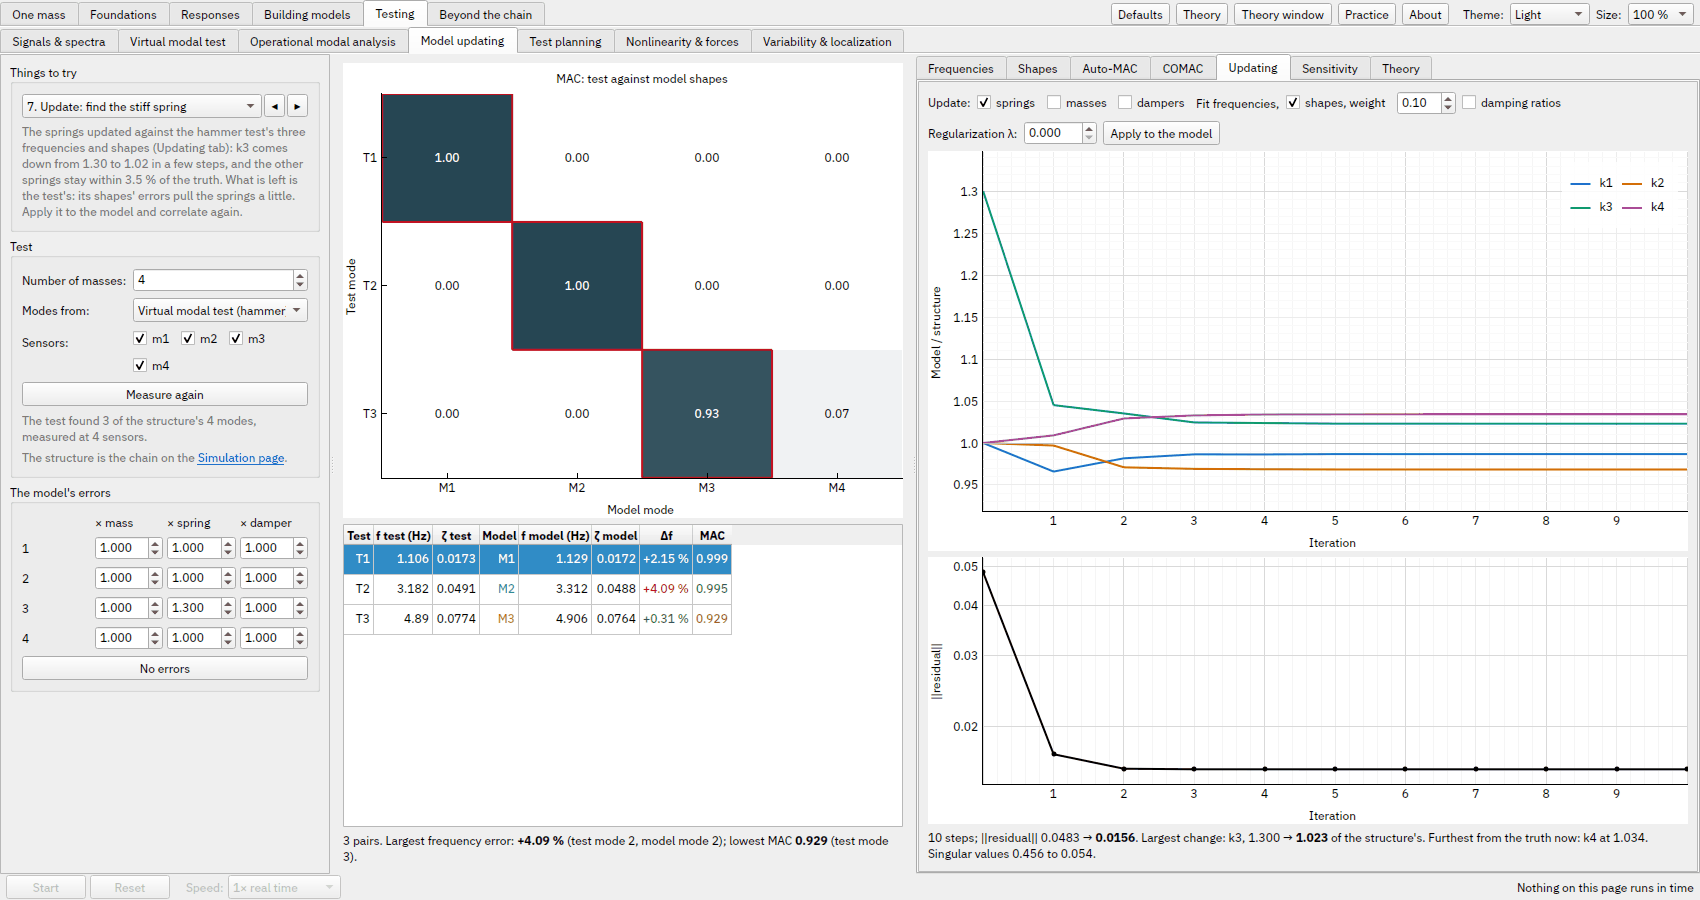 One mass  Foundations  Responses  Building models  Testing  Beyond the chain  Defaults  Theory  Theory window  Practice  About  Theme:  Light  Size:  100 %
Signals & spectra  Virtual modal test  Operational modal analysis  Model updating  Test planning  Nonlinearity & forces  Variability & localization
Things to try
7. Update: find the stiff spring
The springs updated against the hammer test's three
frequencies and shapes (Updating tab): k3 comes
down from 1.30 to 1.02 in a few steps, and the other
springs stay within 3.5 % of the truth. What is left is
the test's: its shapes' errors pull the springs a little.
Apply it to the model and correlate again.
Test
Number of masses:  4
Modes from:  Virtual modal test (hammer
Sensors:  m1  m2  m3
m4
Measure again
The test found 3 of the structure's 4 modes,
measured at 4 sensors.
The structure is the chain on the Simulation page.
The model's errors
× mass  × spring  × damper
1  1.000  1.000  1.000
2  1.000  1.000  1.000
3  1.000  1.300  1.000
4  1.000  1.000  1.000
No errors
MAC: test against model shapes
Test mode
T1  1.00  0.00  0.00  0.00
T2  0.00  1.00  0.00  0.00
T3  0.00  0.00  0.93  0.07
M1  M2  M3  M4
Model mode
Test  f test (Hz)  ζ test  Model  f model (Hz)  ζ model  Δf  MAC
T1  1.106  0.0173  M1  1.129  0.0172  +2.15 %  0.999
T2  3.182  0.0491  M2  3.312  0.0488  +4.09 %  0.995
T3  4.89  0.0774  M3  4.906  0.0764  +0.31 %  0.929
3 pairs. Largest frequency error: +4.09 % (test mode 2, model mode 2); lowest MAC 0.929 (test mode
3).
Frequencies  Shapes  Auto-MAC  COMAC  Updating  Sensitivity  Theory
Update:  springs  masses  dampers  Fit frequencies,  shapes, weight  0.10  damping ratios
Regularization λ:  0.000  Apply to the model
Model / structure
1.3
1.25
1.2
1.15
1.1
1.05
1.0
0.95
k1  k2
k3  k4
1  2  3  4  5  6  7  8  9
Iteration
||residual||
0.05
0.04
0.03
0.02
1  2  3  4  5  6  7  8  9
Iteration
10 steps; ||residual|| 0.0483 → 0.0156. Largest change: k3, 1.300 → 1.023 of the structure's. Furthest from the truth now: k4 at 1.034.
Singular values 0.456 to 0.054.
Start  Reset  Speed:  1× real time  Nothing on this page runs in time